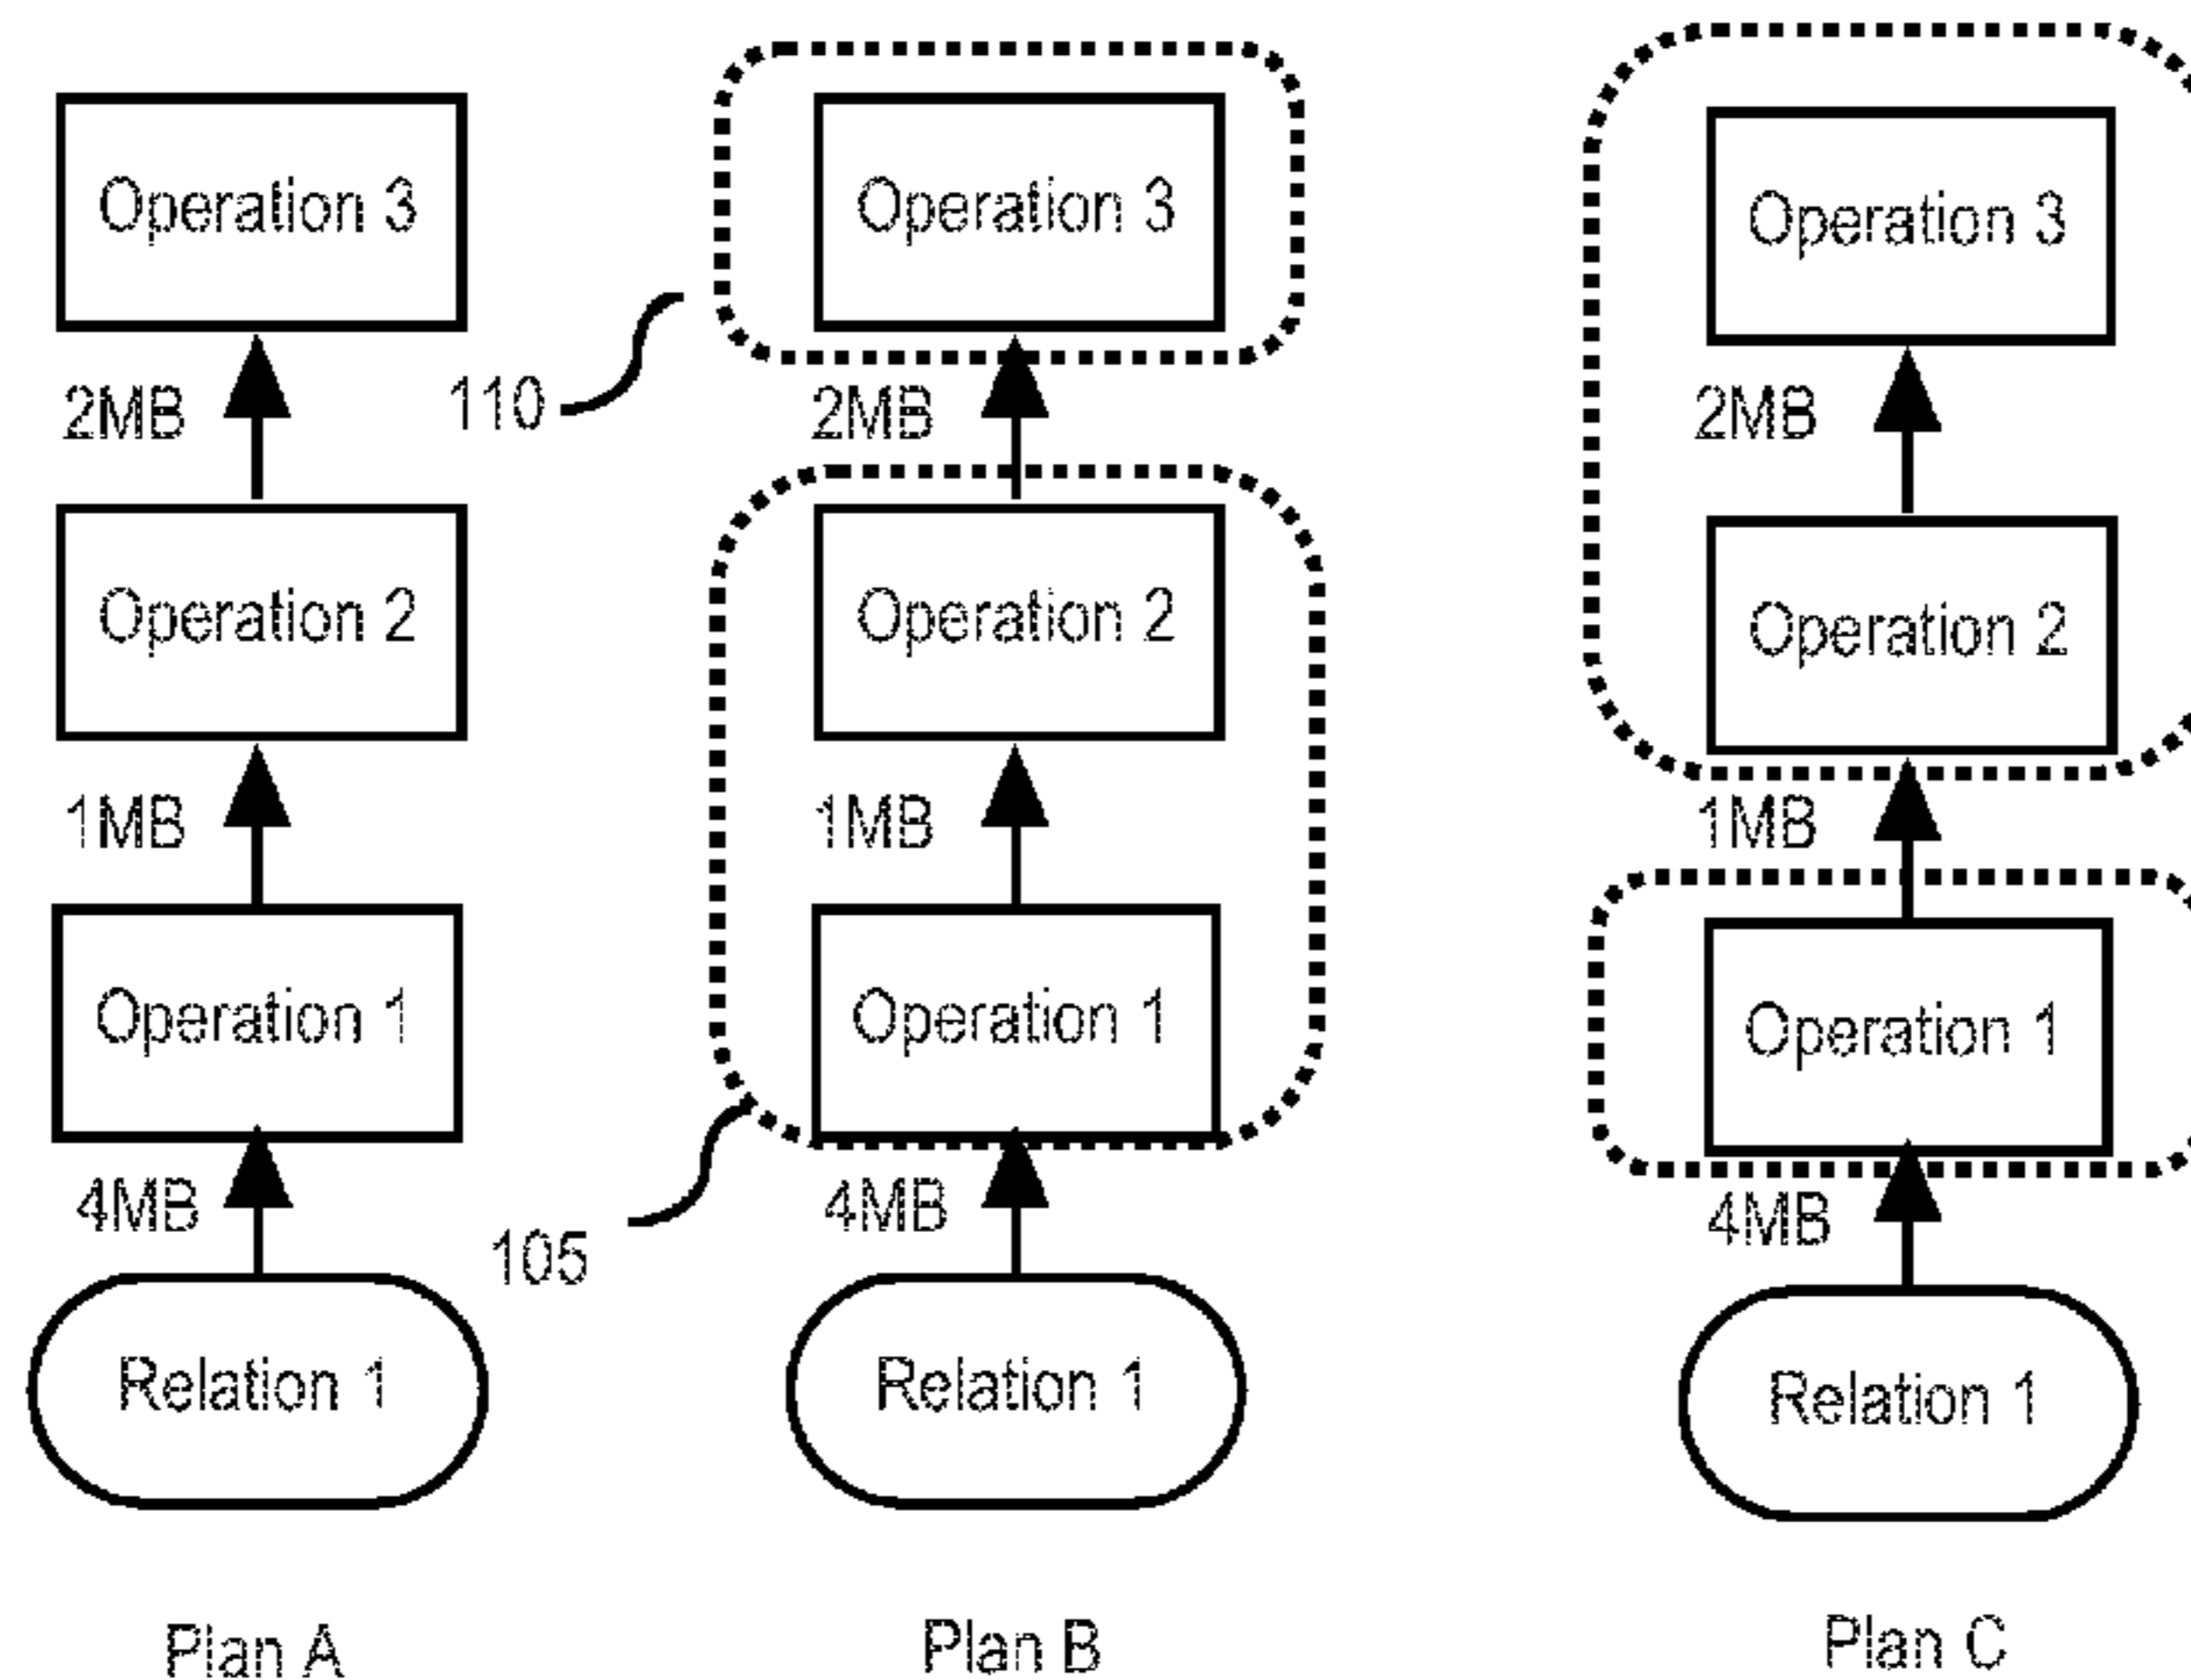 Operation 3
2MB
Operation 2
1MB
Operation 1
4MB
Relation 1
Plan A
110
105
Operation 3
2MB
Operation 2
1MB
Operation 1
4MB
Relation 1
Plan B
Operation 3
2MB
Operation 2
1MB
Operation 1
4MB
Relation 1
Plan C